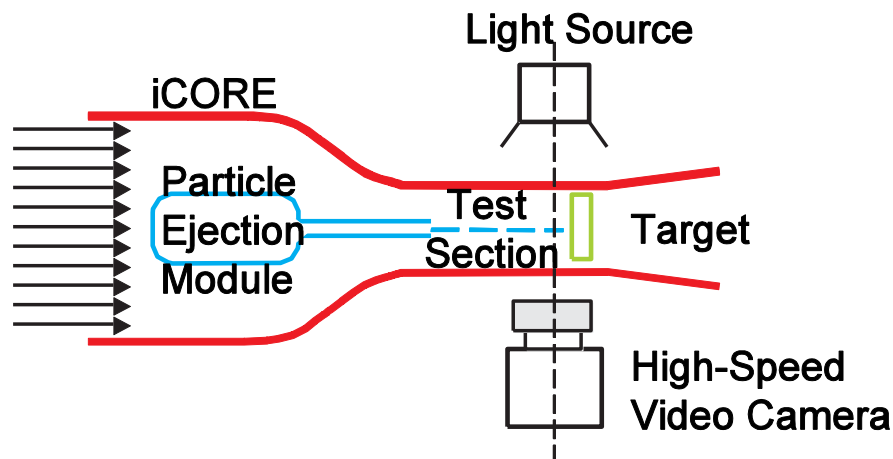 Light Source
iCORE
Particle
Ejection
Module
Test
Section
Target
High-Speed
Video Camera